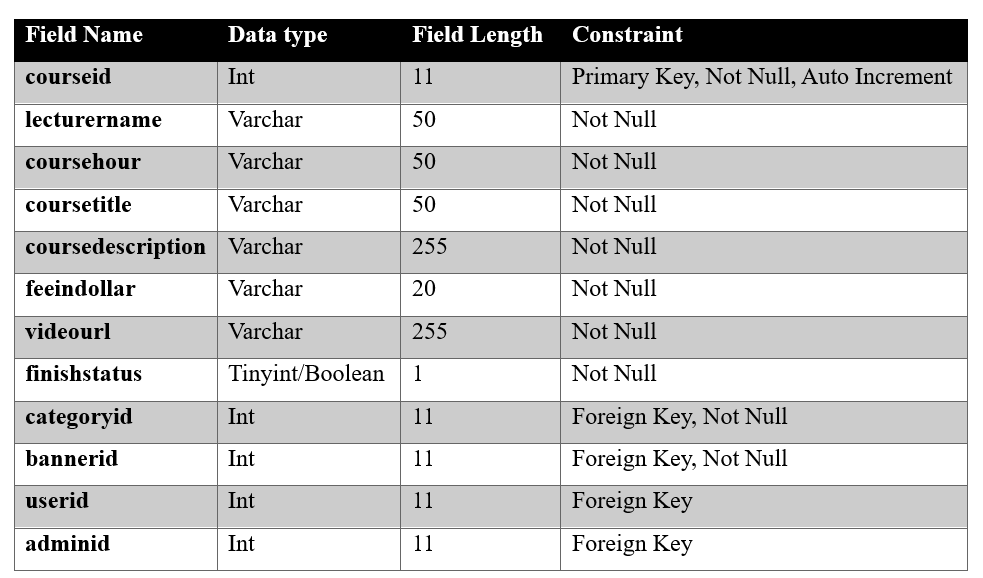 Field Name Data type Field Length Constraint
courseid Int 11 Primary Key, Not Null, Auto Increment
lecturername Varchar 50 Not Null
coursehour Varchar 50 Not Null
coursetitle Varchar 50 Not Null
coursedescription Varchar 255 Not Null
feeindollar Varchar 20 Not Null
videourl Varchar 255 Not Null
finishstatus Tinyint/Boolean 1 Not Null
categoryid Int 11 Foreign Key, Not Null
bannerid Int 11 Foreign Key, Not Null
userid Int 11 Foreign Key
adminid Int 11 Foreign Key